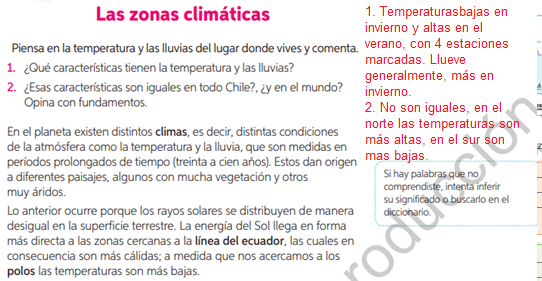 Las zonas climáticas
Piensa en la temperatura y las lluvias del lugar donde vives y comenta.
1. ¿Qué características tienen la temperatura y las lluvias?
2. ¿Esas características son iguales en todo Chile?, ¿y en el mundo?
Opina con fundamentos.
En el planeta existen distintos climas, es decir, distintas condiciones
de la atmósfera como la temperatura y la lluvia, que son medidas en
períodos prolongados de tiempo (treinta a cien años). Estos dan origen
a diferentes paisajes, algunos con mucha vegetación y otros
muy áridos.
Lo anterior ocurre porque los rayos solares se distribuyen de manera
desigual en la superficie terrestre. La energía del Sol llega en forma
más directa a las zonas cercanas a la línea del ecuador, las cuales en
consecuencia son más cálidas; a medida que nos acercamos a los
polos las temperaturas son más bajas.
1. Temperaturasbajas en
invierno y altas en el
verano, con 4 estaciones
marcadas. Llueve
generalmente, más en
invierno.
2. No son iguales, en el
norte las temperaturas son
más altas, en el sur son
mas bajas.
Si hay palabras que no
comprendiste, intenta inferir
su significado o buscarlo en el
diccionario.
roducción